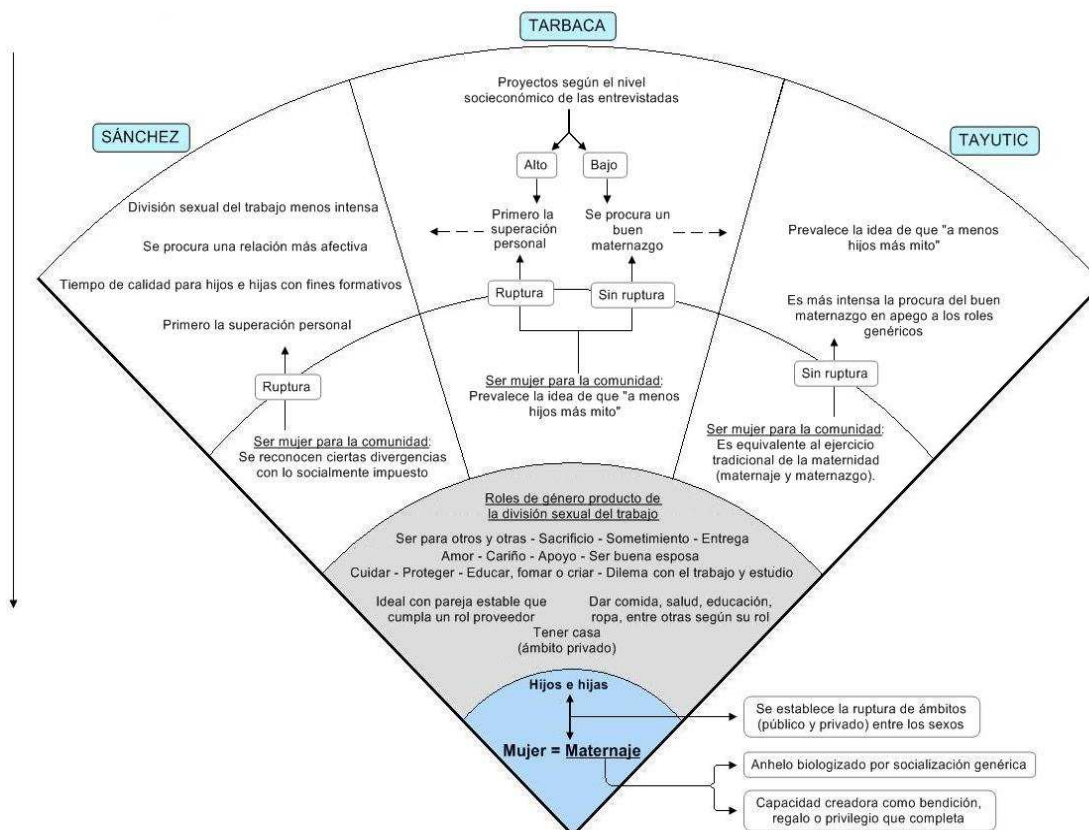 TARBACA
SÁNCHEZ
TAYUTIC
Proyectos según el nivel
socioeconómico de las entrevistadas
Alto
Bajo
Primero la
superación
personal
Se procura un
buen
maternazgo
Ruptura
Sin ruptura
Ser mujer para la comunidad:
Prevalece la idea de que "a menos
hijos más mito"
División sexual del trabajo menos intensa
Se procura una relación más afectiva
Tiempo de calidad para hijos e hijas con fines formativos
Primero la superación personal
Ruptura
Ser mujer para la comunidad:
Se reconocen ciertas divergencias
con lo socialmente impuesto
Prevalece la idea de que "a menos
hijos más mito"
Es más intensa la procura del buen
maternazgo en apego a los roles
genéricos
Sin ruptura
Ser mujer para la comunidad:
Es equivalente al ejercicio
tradicional de la maternidad
(maternaje y maternazgo).
Roles de género producto de
la división sexual del trabajo
Ser para otros y otras - Sacrificio - Sometimiento - Entrega
Amor - Cariño - Apoyo - Ser buena esposa
Cuidar - Proteger - Educar, fomar o criar - Dilema con el trabajo y estudio
Ideal con pareja estable que
cumpla un rol proveedor
Dar comida, salud, educación,
ropa, entre otras según su rol
Tener casa
(ámbito privado)
Hijos e hijas
Mujer = Maternaje
Se establece la ruptura de ámbitos
(público y privado) entre los sexos
Anhelo biologizado por socialización genérica
Capacidad creadora como bendición,
regalo o privilegio que completa